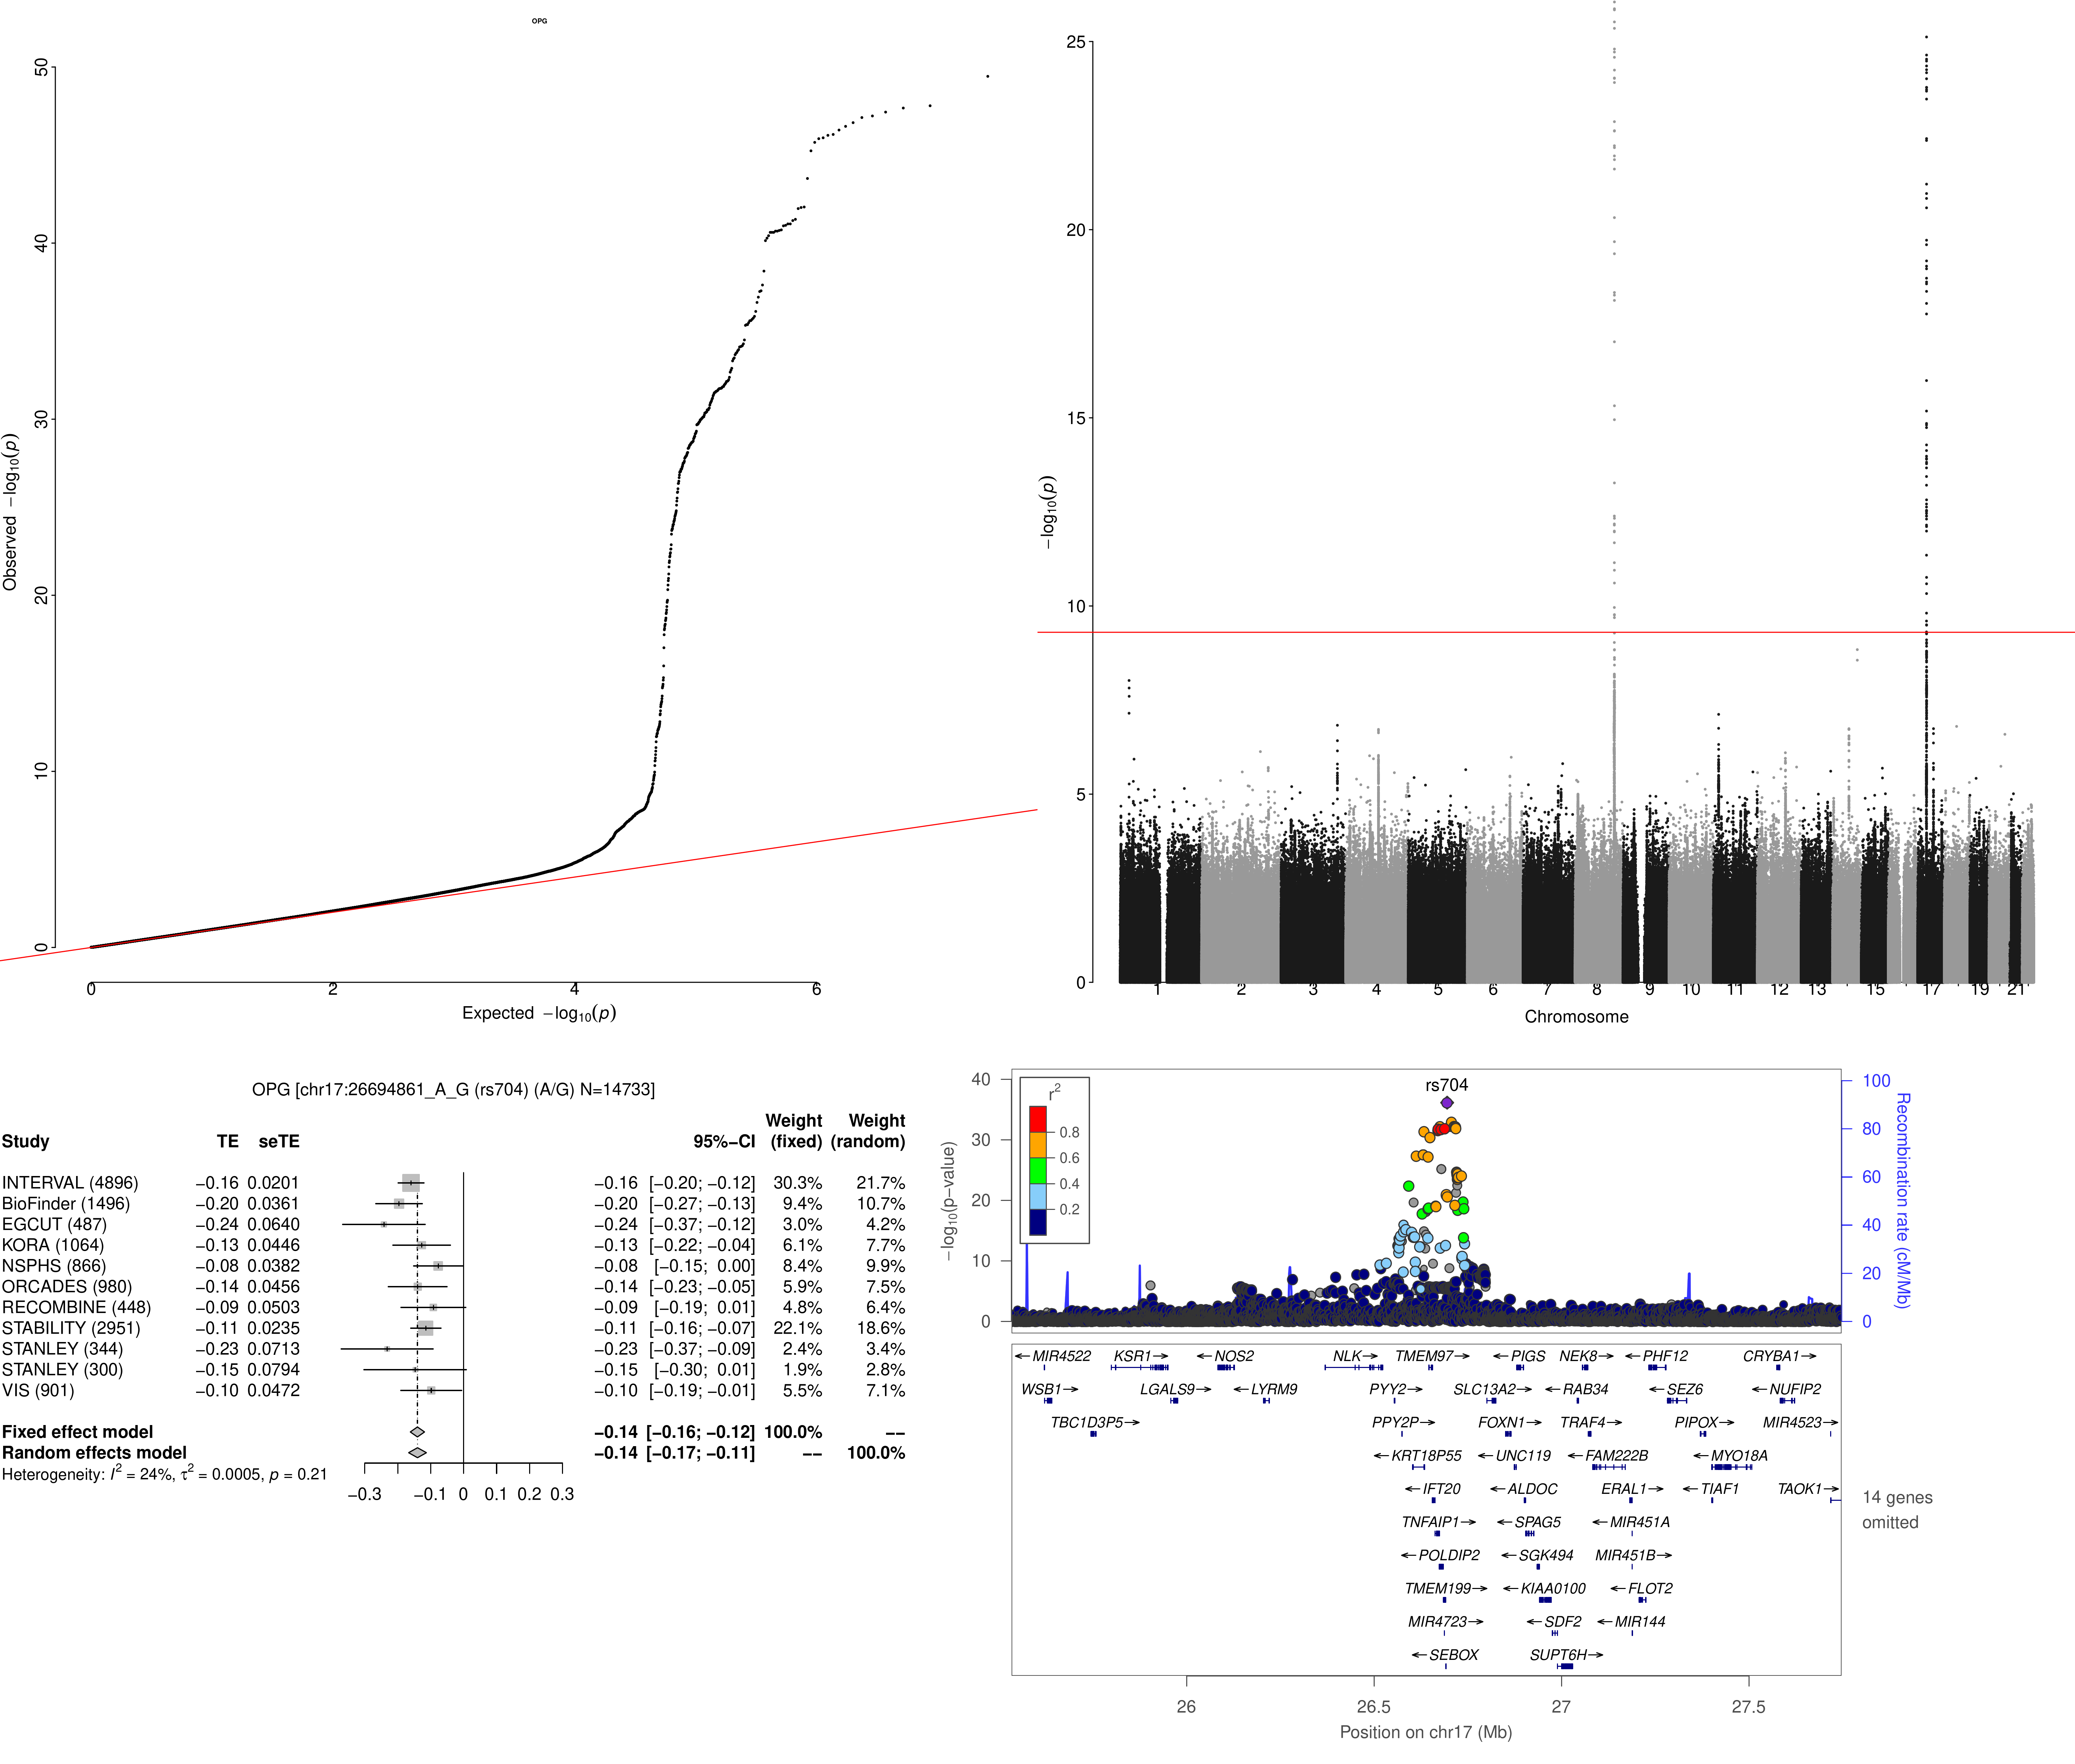 OPG
Observed −log10(p)
50
40
30
20
10
0
0 2 4 6
Expected −log10(p)
−log10(p)
25
20
15
10
5
0
1 2 3 4 5 6 7 8 9 10 11 12 13 15 17 19 21
Chromosome
OPG [chr17:26694861_A_G (rs704) (A/G) N=14733]
Weight Weight
Study TE seTE 95%−CI (fixed) (random)
INTERVAL (4896) −0.16 0.0201 −0.16 [−0.20; −0.12] 30.3% 21.7%
BioFinder (1496) −0.20 0.0361 −0.20 [−0.27; −0.13] 9.4% 10.7%
EGCUT (487) −0.24 0.0640 −0.24 [−0.37; −0.12] 3.0% 4.2%
KORA (1064) −0.13 0.0446 −0.13 [−0.22; −0.04] 6.1% 7.7%
NSPHS (866) −0.08 0.0382 −0.08 [−0.15; 0.00] 8.4% 9.9%
ORCADES (980) −0.14 0.0456 −0.14 [−0.23; −0.05] 5.9% 7.5%
RECOMBINE (448) −0.09 0.0503 −0.09 [−0.19; 0.01] 4.8% 6.4%
STABILITY (2951) −0.11 0.0235 −0.11 [−0.16; −0.07] 22.1% 18.6%
STANLEY (344) −0.23 0.0713 −0.23 [−0.37; −0.09] 2.4% 3.4%
STANLEY (300) −0.15 0.0794 −0.15 [−0.30; 0.01] 1.9% 2.8%
VIS (901) −0.10 0.0472 −0.10 [−0.19; −0.01] 5.5% 7.1%
Fixed effect model −0.14 [−0.16; −0.12] 100.0% −−
Random effects model −0.14 [−0.17; −0.11] −− 100.0%
Heterogeneity: I2 = 24%, τ2 = 0.0005, p = 0.21
−0.3 −0.1 0 0.1 0.2 0.3
−log10(p−value)
40
30
20
10
0
r2
0.8
0.6
0.4
0.2
rs704
100
80
60
40
20
0
Recombination rate (cM/Mb)
←MIR4522 KSR1→ ←NOS2 NLK→ TMEM97→ ←PIGS NEK8→ ←PHF12 CRYBA1→
WSB1→ LGALS9→ ←LYRM9 PYY2→ SLC13A2→ ←RAB34 ←SEZ6 ←NUFIP2
TBC1D3P5→ PPY2P→ FOXN1→ TRAF4→ PIPOX→ MIR4523→
←KRT18P55 ←UNC119 ←FAM222B ←MYO18A
←IFT20 ←ALDOC ERAL1→ ←TIAF1 TAOK1→
TNFAIP1→ ←SPAG5 ←MIR451A
←POLDIP2 ←SGK494 MIR451B→
TMEM199→ ←KIAA0100 ←FLOT2
MIR4723→ ←SDF2 ←MIR144
←SEBOX SUPT6H→
14 genes
omitted
26 26.5 27 27.5
Position on chr17 (Mb)